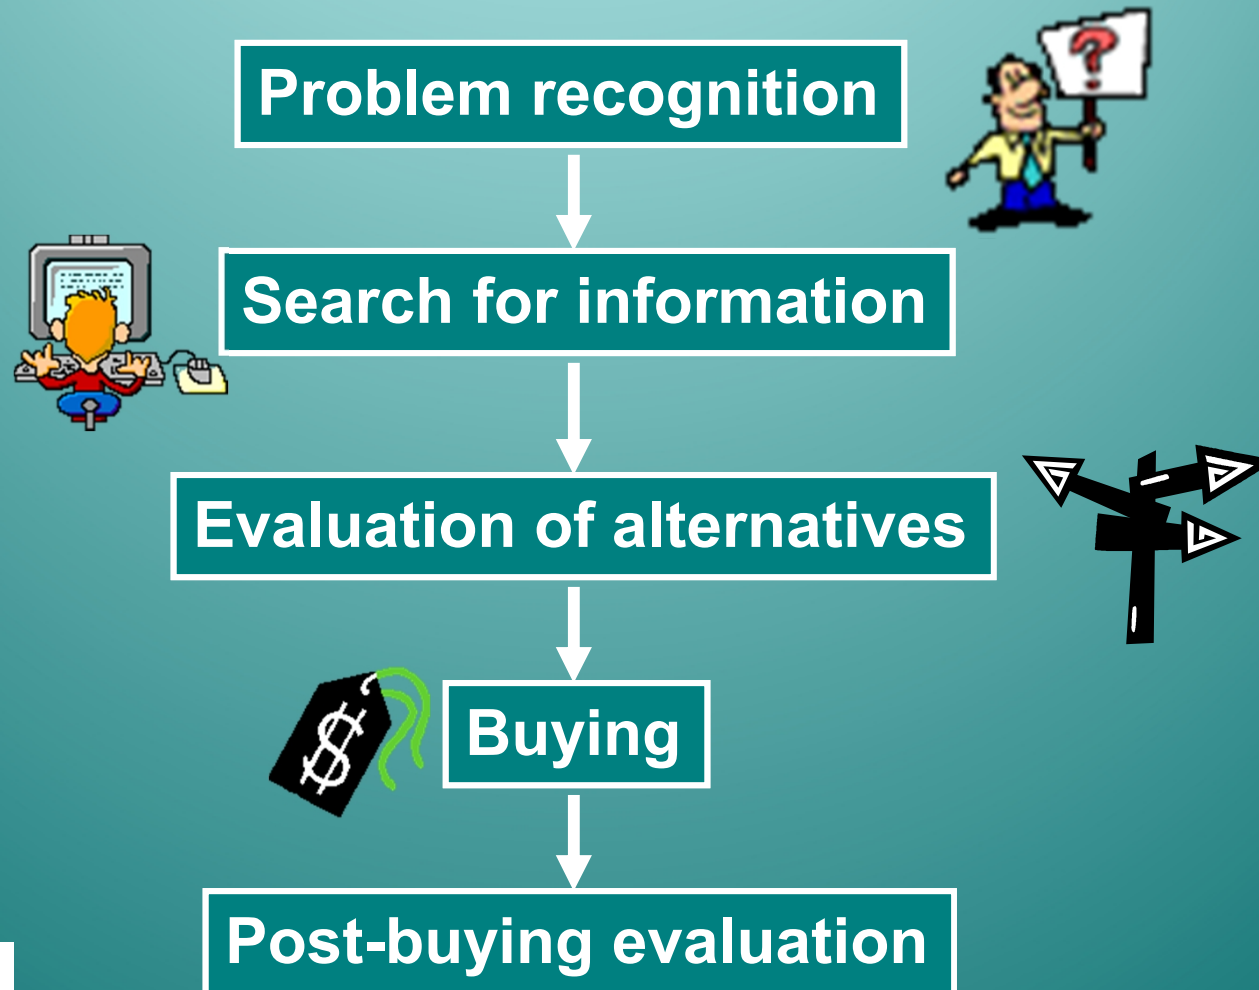 ?
Problem recognition
Search for information
Evaluation of alternatives
$
Buying
Post-buying evaluation